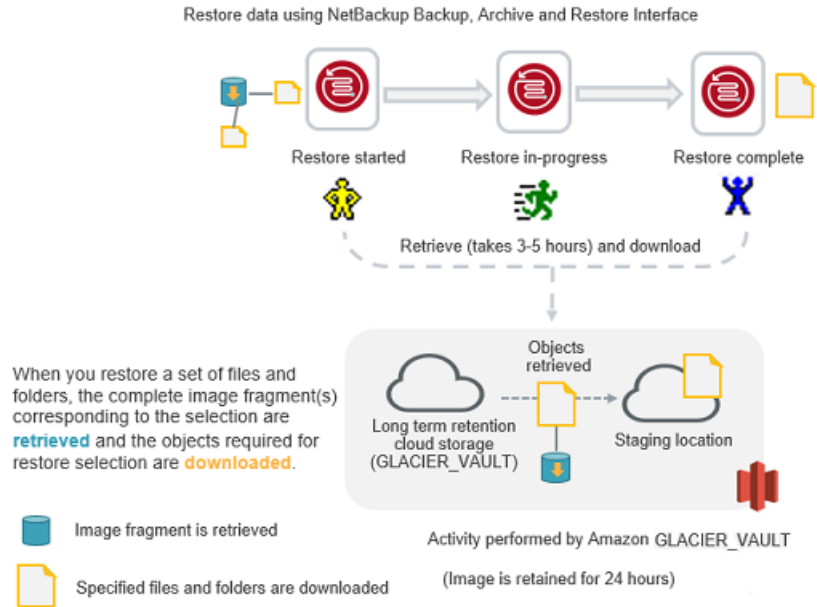 Restore data using NetBackup Backup, Archive and Restore Interface
Restore started
Restore in-progress
Restore complete
Retrieve (takes 3-5 hours) and download
When you restore a set of files and
folders, the complete image fragment(s)
corresponding to the selection are
retrieved and the objects required for
restore selection are downloaded.
Objects
retrieved
Long term retention
cloud storage
(GLACIER_VAULT)
Staging location
Image fragment is retrieved
Specified files and folders are downloaded
Activity performed by Amazon GLACIER_VAULT
(Image is retained for 24 hours)